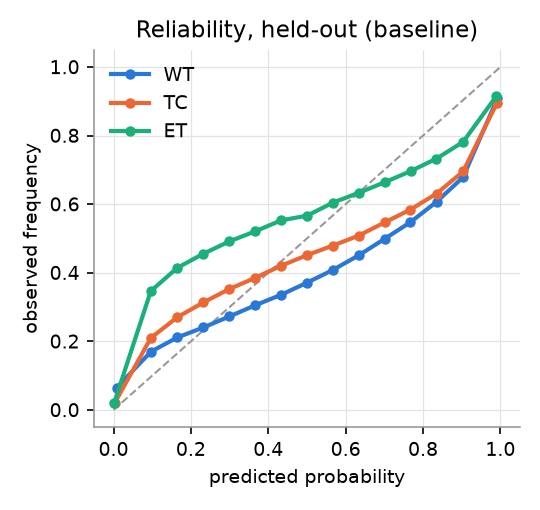 Reliability, held-out (baseline)
WT
TC
ET
observed frequency
1.0
0.8
0.6
0.4
0.2
0.0
0.0 0.2 0.4 0.6 0.8 1.0
predicted probability